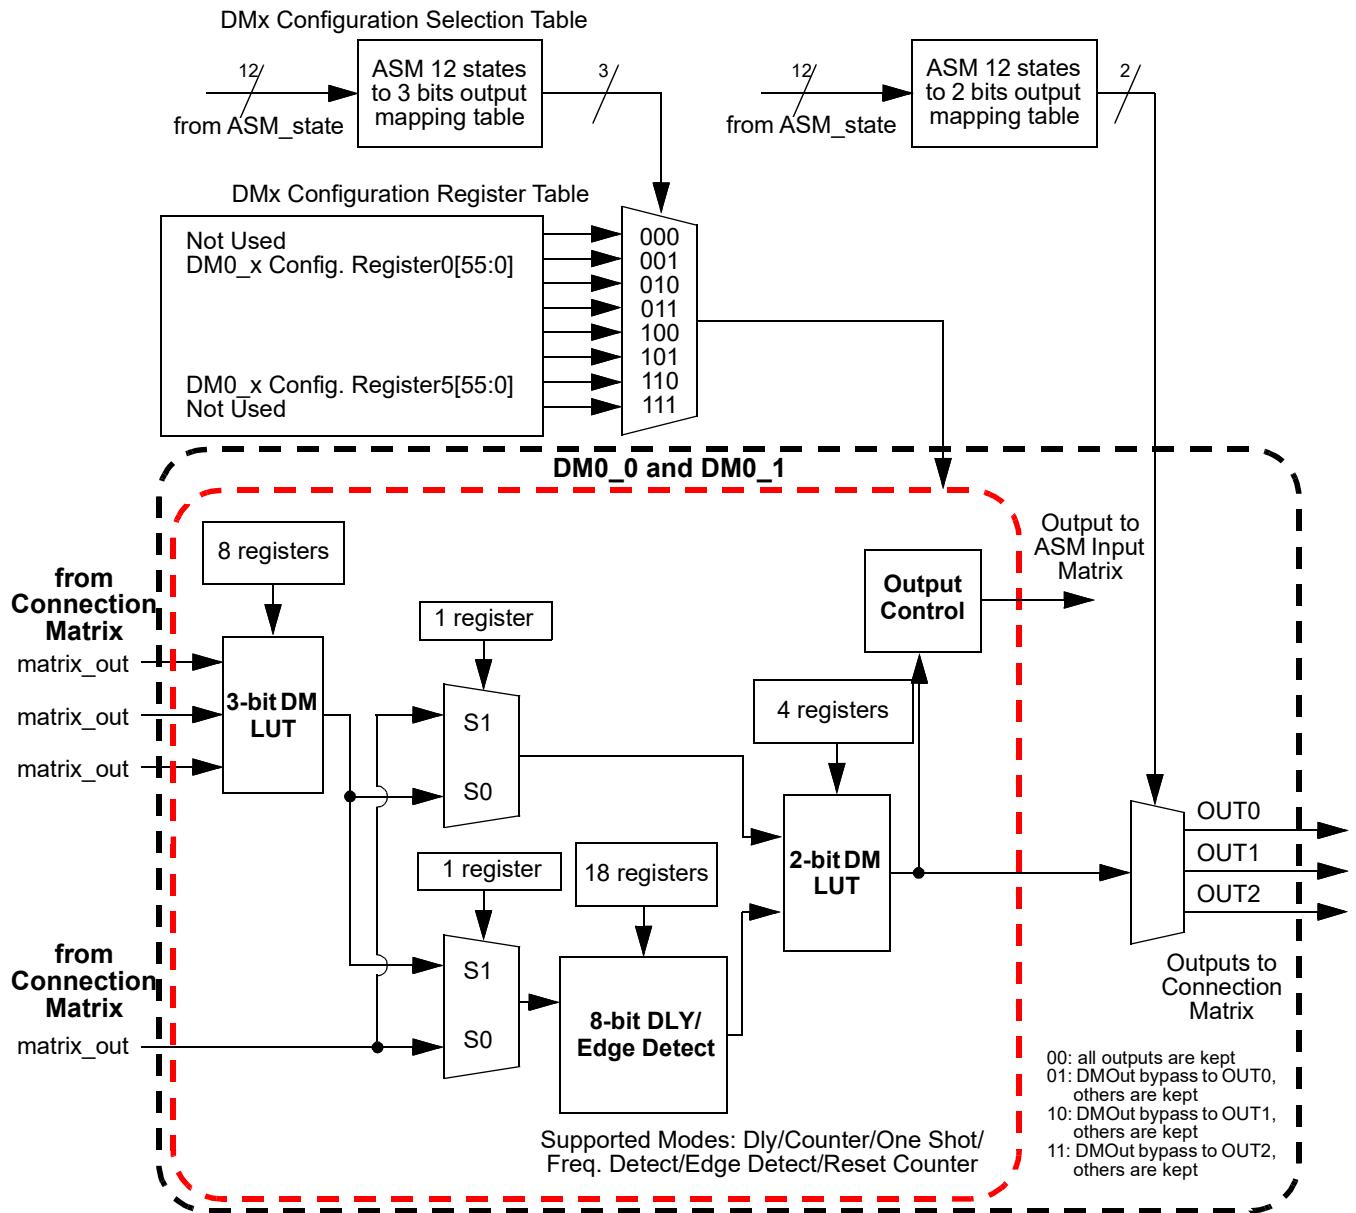 DMx Configuration Selection Table
12
ASM 12 states
to 3 bits output
mapping table
3
from ASM_state
12
ASM 12 states
to 2 bits output
mapping table
2
from ASM_state
DMx Configuration Register Table
Not Used
DM0_x Config. Register0[55:0]
DM0_x Config. Register5[55:0]
Not Used
000
001
010
011
100
101
110
111
DM0_0 and DM0_1
8 registers
from
Connection
Matrix
matrix_out
matrix_out
matrix_out
3-bit DM
LUT
1 register
S1
S0
Output
Control
Output to
ASM Input
Matrix
4 registers
2-bit DM
LUT
OUT0
OUT1
OUT2
Outputs to
Connection
Matrix
1 register
18 registers
from
Connection
Matrix
matrix_out
S1
S0
8-bit DLY/
Edge Detect
Supported Modes: Dly/Counter/One Shot/
Freq. Detect/Edge Detect/Reset Counter
00: all outputs are kept
01: DMOut bypass to OUT0,
others are kept
10: DMOut bypass to OUT1,
others are kept
11: DMOut bypass to OUT2,
others are kept